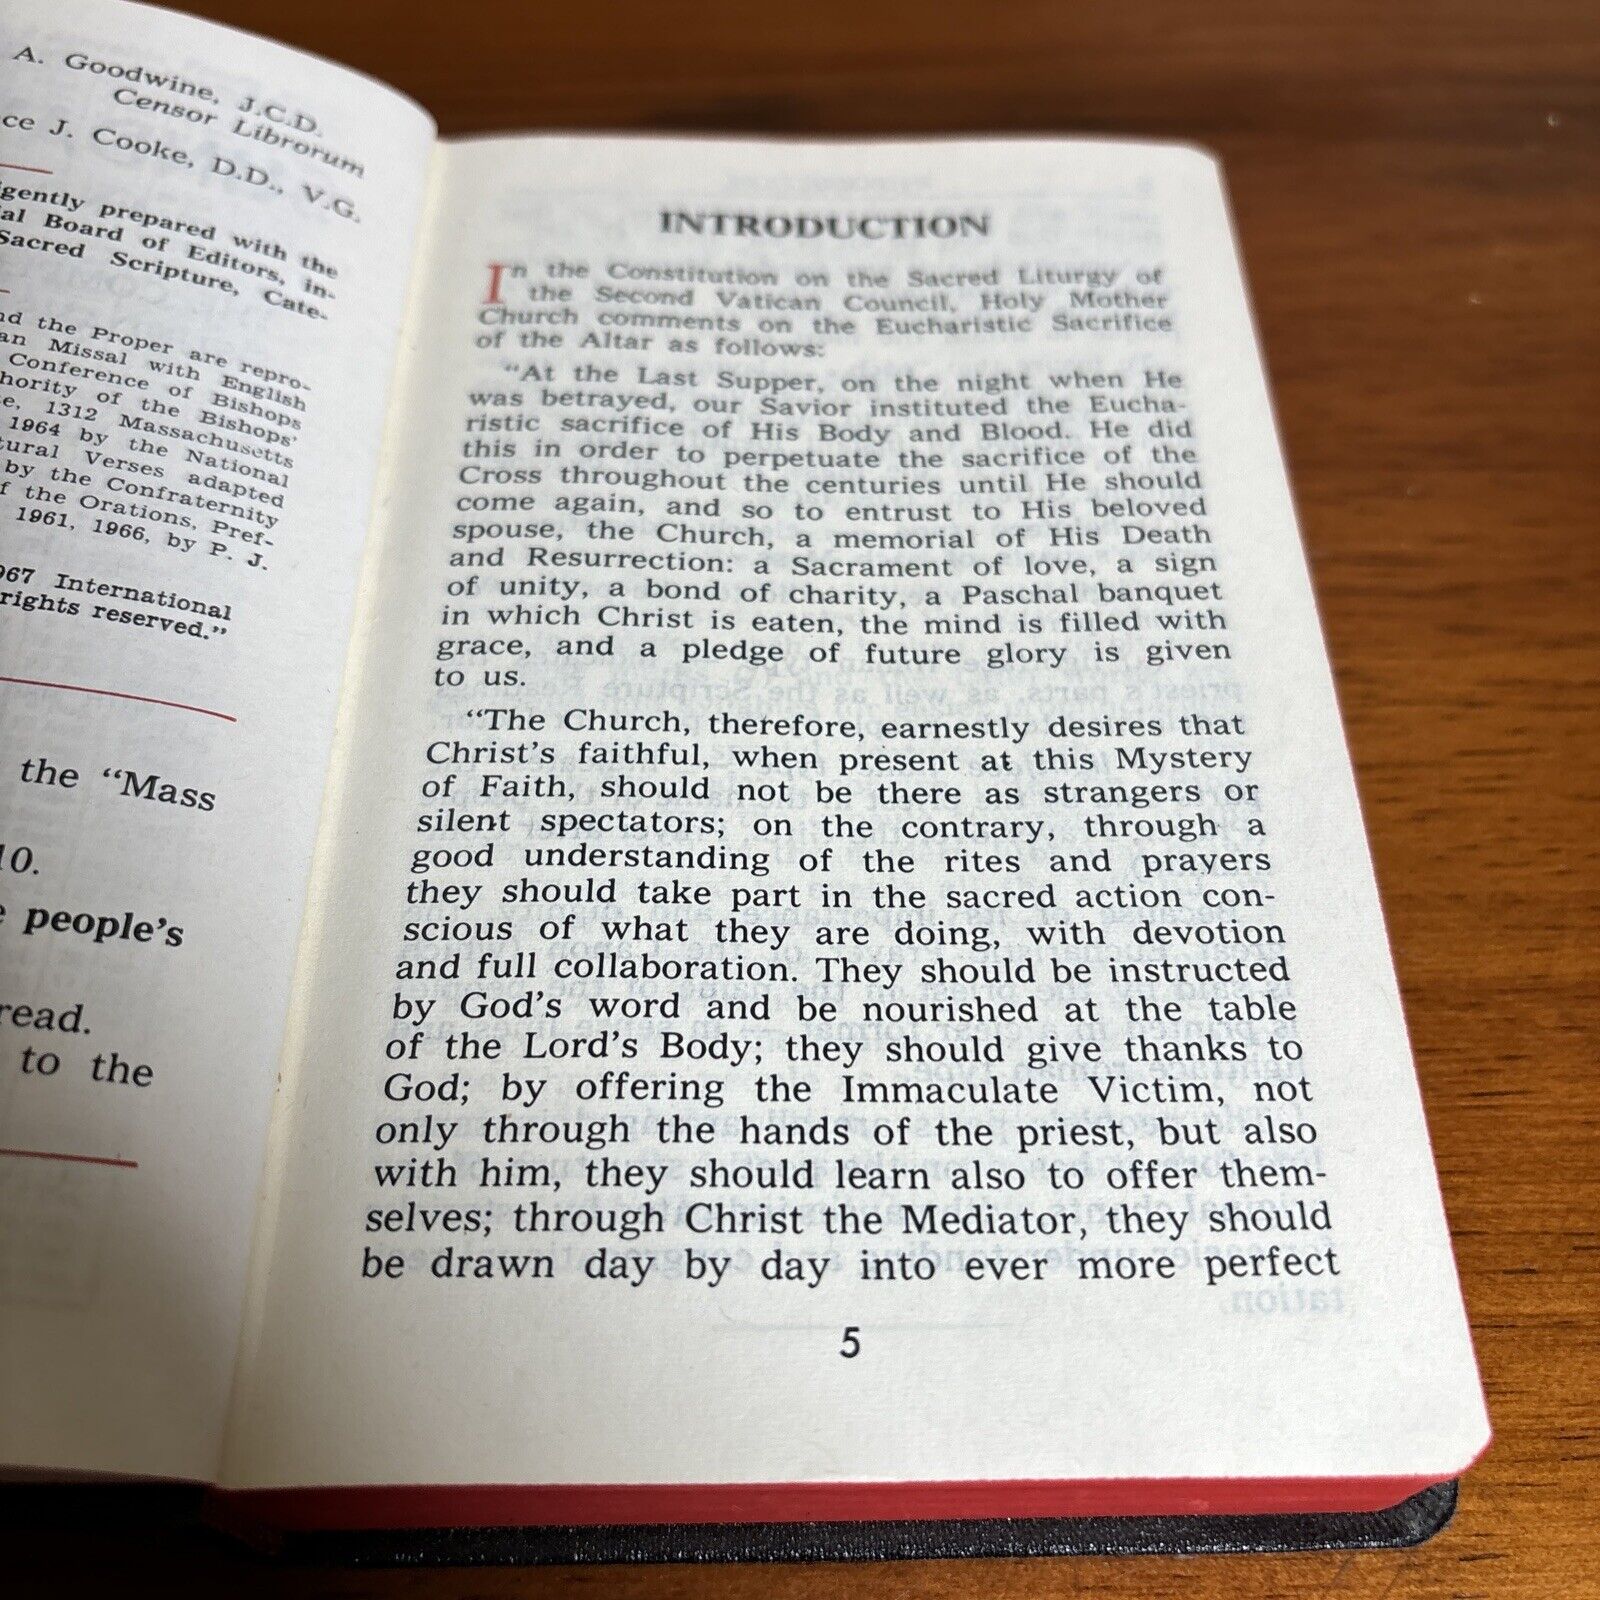 A. Goodwine, J.C.D.
Censor Librorum
ce J. Cooke, D.D., V.G.
gently prepared with the
al Board of Editors, in-
Sacred Scripture, Cate-
nd the Proper are repro-
an Missal with English
Conference of Bishops
hority of the Bishops'
e, 1312 Massachusetts
1964 by the National
tural Verses adapted
by the Confraternity
f the Orations, Pref-
1961, 1966, by P. J.
967 International
rights reserved."
the "Mass
10.
e people's
read.
to the
INTRODUCTION
In the Constitution on the Sacred Liturgy of
the Second Vatican Council, Holy Mother
Church comments on the Eucharistic Sacrifice
of the Altar as follows:
"At the Last Supper, on the night when He
was betrayed, our Savior instituted the Eucha-
ristic sacrifice of His Body and Blood. He did
this in order to perpetuate the sacrifice of the
Cross throughout the centuries until He should
come again, and so to entrust to His beloved
spouse, the Church, a memorial of His Death
and Resurrection: a Sacrament of love, a sign
of unity, a bond of charity, a Paschal banquet
in which Christ is eaten, the mind is filled with
grace, and a pledge of future glory is given
to us.
"The Church, therefore, earnestly desires that
Christ's faithful, when present at this Mystery
of Faith, should not be there as strangers or
silent spectators; on the contrary, through a
good understanding of the rites and prayers
they should take part in the sacred action con-
scious of what they are doing, with devotion
and full collaboration. They should be instructed
by God's word and be nourished at the table
of the Lord's Body; they should give thanks to
God; by offering the Immaculate Victim, not
only through the hands of the priest, but also
with him, they should learn also to offer them-
selves; through Christ the Mediator, they should
be drawn day by day into ever more perfect
5